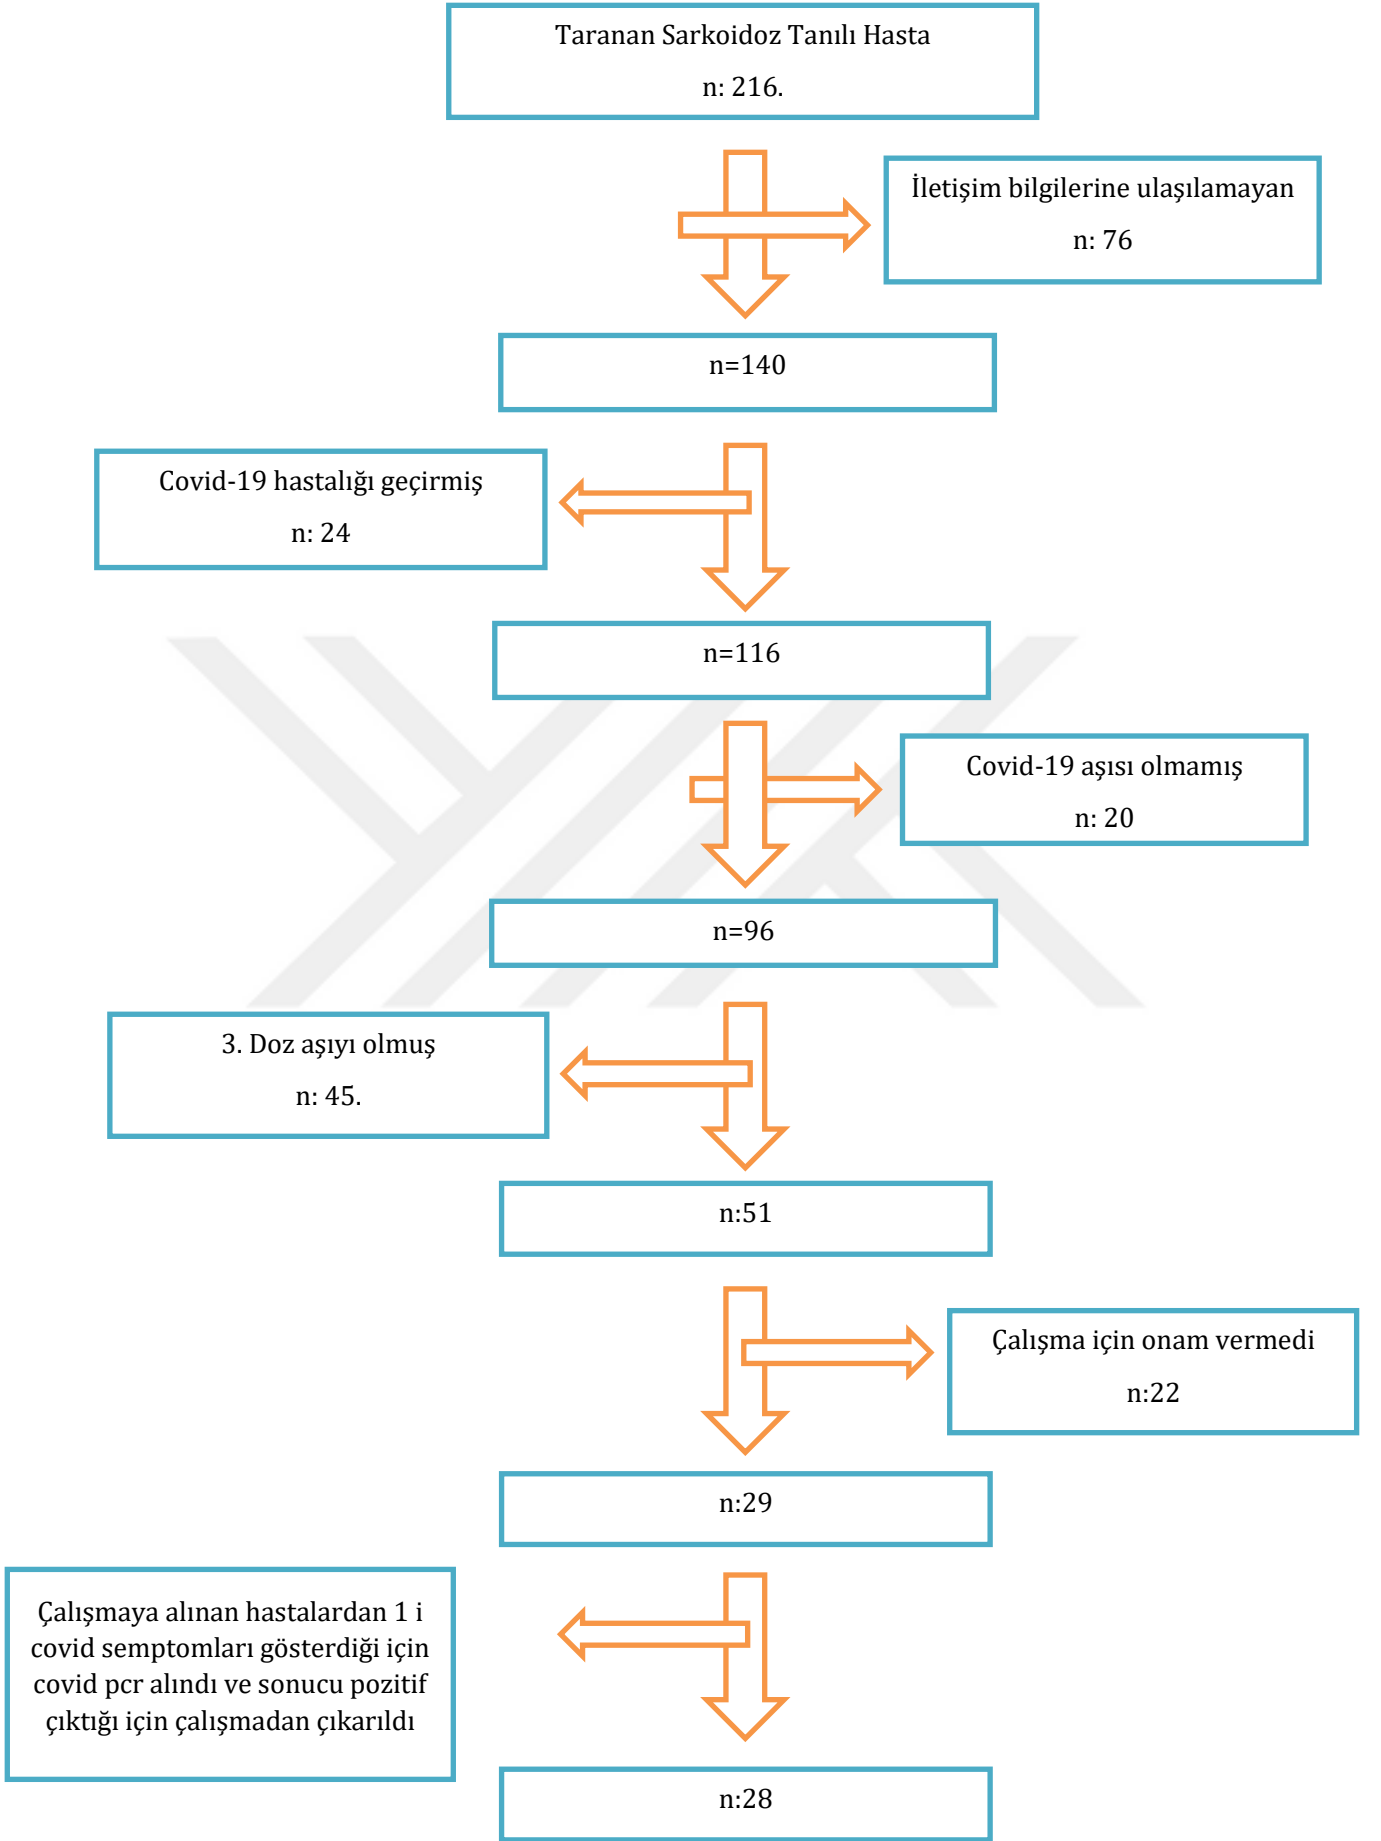 Taranan Sarkoidoz Tanılı Hasta
n: 216.
İletişim bilgilerine ulaşılamayan
n: 76
n=140
Covid-19 hastalığı geçirmiş
n: 24
n=116
Covid-19 aşısı olmamış
n: 20
n=96
3. Doz aşıyı olmuş
n: 45.
n:51
Çalışma için onam vermedi
n:22
n:29
Çalışmaya alınan hastalardan 1 i
covid semptomları gösterdiği için
covid pcr alındı ve sonucu pozitif
çıktığı için çalışmadan çıkarıldı
n:28